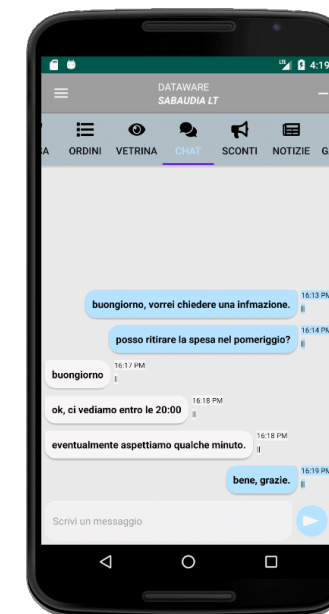 4:19
DATAWARE
SABAUDIA LT
SA ORDINI VETRINA CHAT SCONTI NOTIZIE G
buongiorno, vorrei chiedere una infmazione. 16:13 PM
posso ritirare la spesa nel pomeriggio? 16:14 PM
buongiorno 16:17 PM
ok, ci vediamo entro le 20:00 16:18 PM
eventualmente aspettiamo qualche minuto. 16:18 PM
bene, grazie. 16:19 PM
Scrivi un messaggio